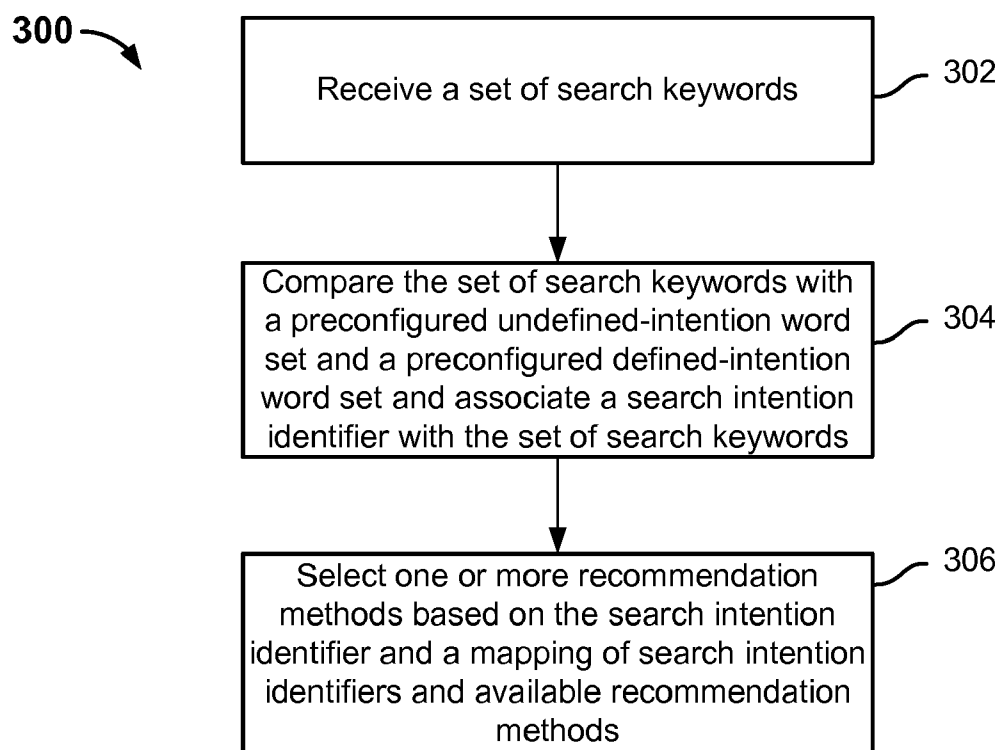 300
Receive a set of search keywords
302
Compare the set of search keywords with
a preconfigured undefined-intention word
set and a preconfigured defined-intention
word set and associate a search intention
identifier with the set of search keywords
304
Select one or more recommendation
methods based on the search intention
identifier and a mapping of search intention
identifiers and available recommendation
methods
306